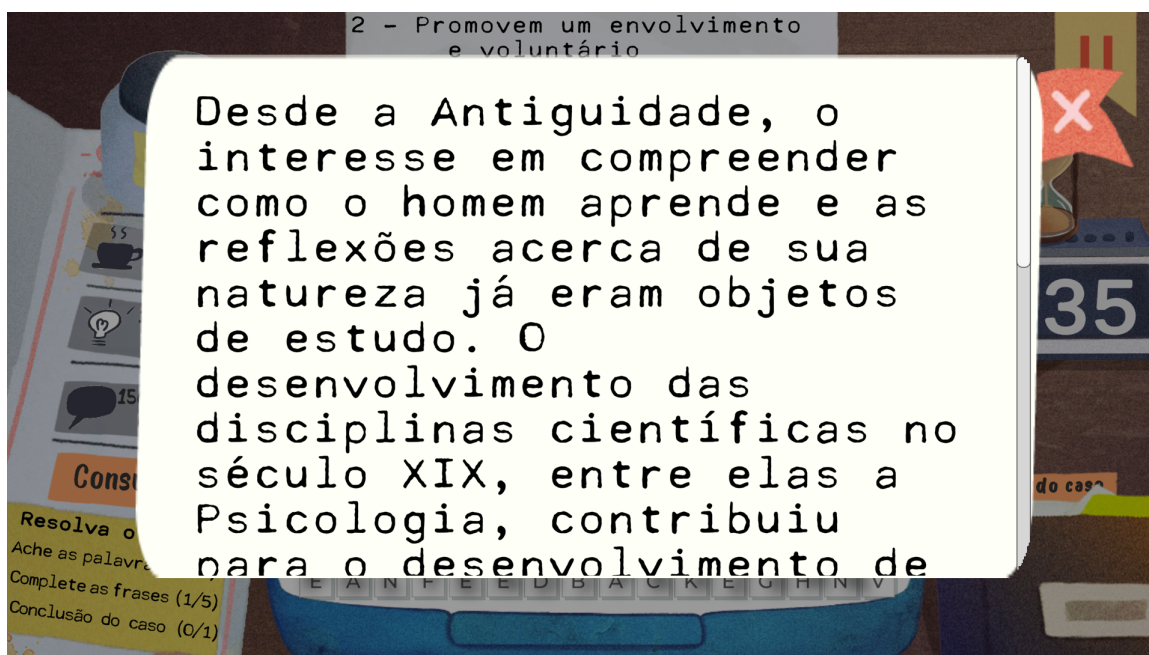 2 - Promovem um envolvimento
e voluntário
Desde a Antiguidade, o
interesse em compreender
como o homem aprende e as
reflexões acerca de sua
natureza já eram objetos
de estudo. O
desenvolvimento das
disciplinas científicas no
século XIX, entre elas a
Psicologia, contribuiu
para o desenvolvimento de
35
15
Consu
do caso
Resolva o
Ache as palavra
Complete as frases (1/5)
Conclusão do caso (0/1)
E A N F E E D B A C K E G H N V